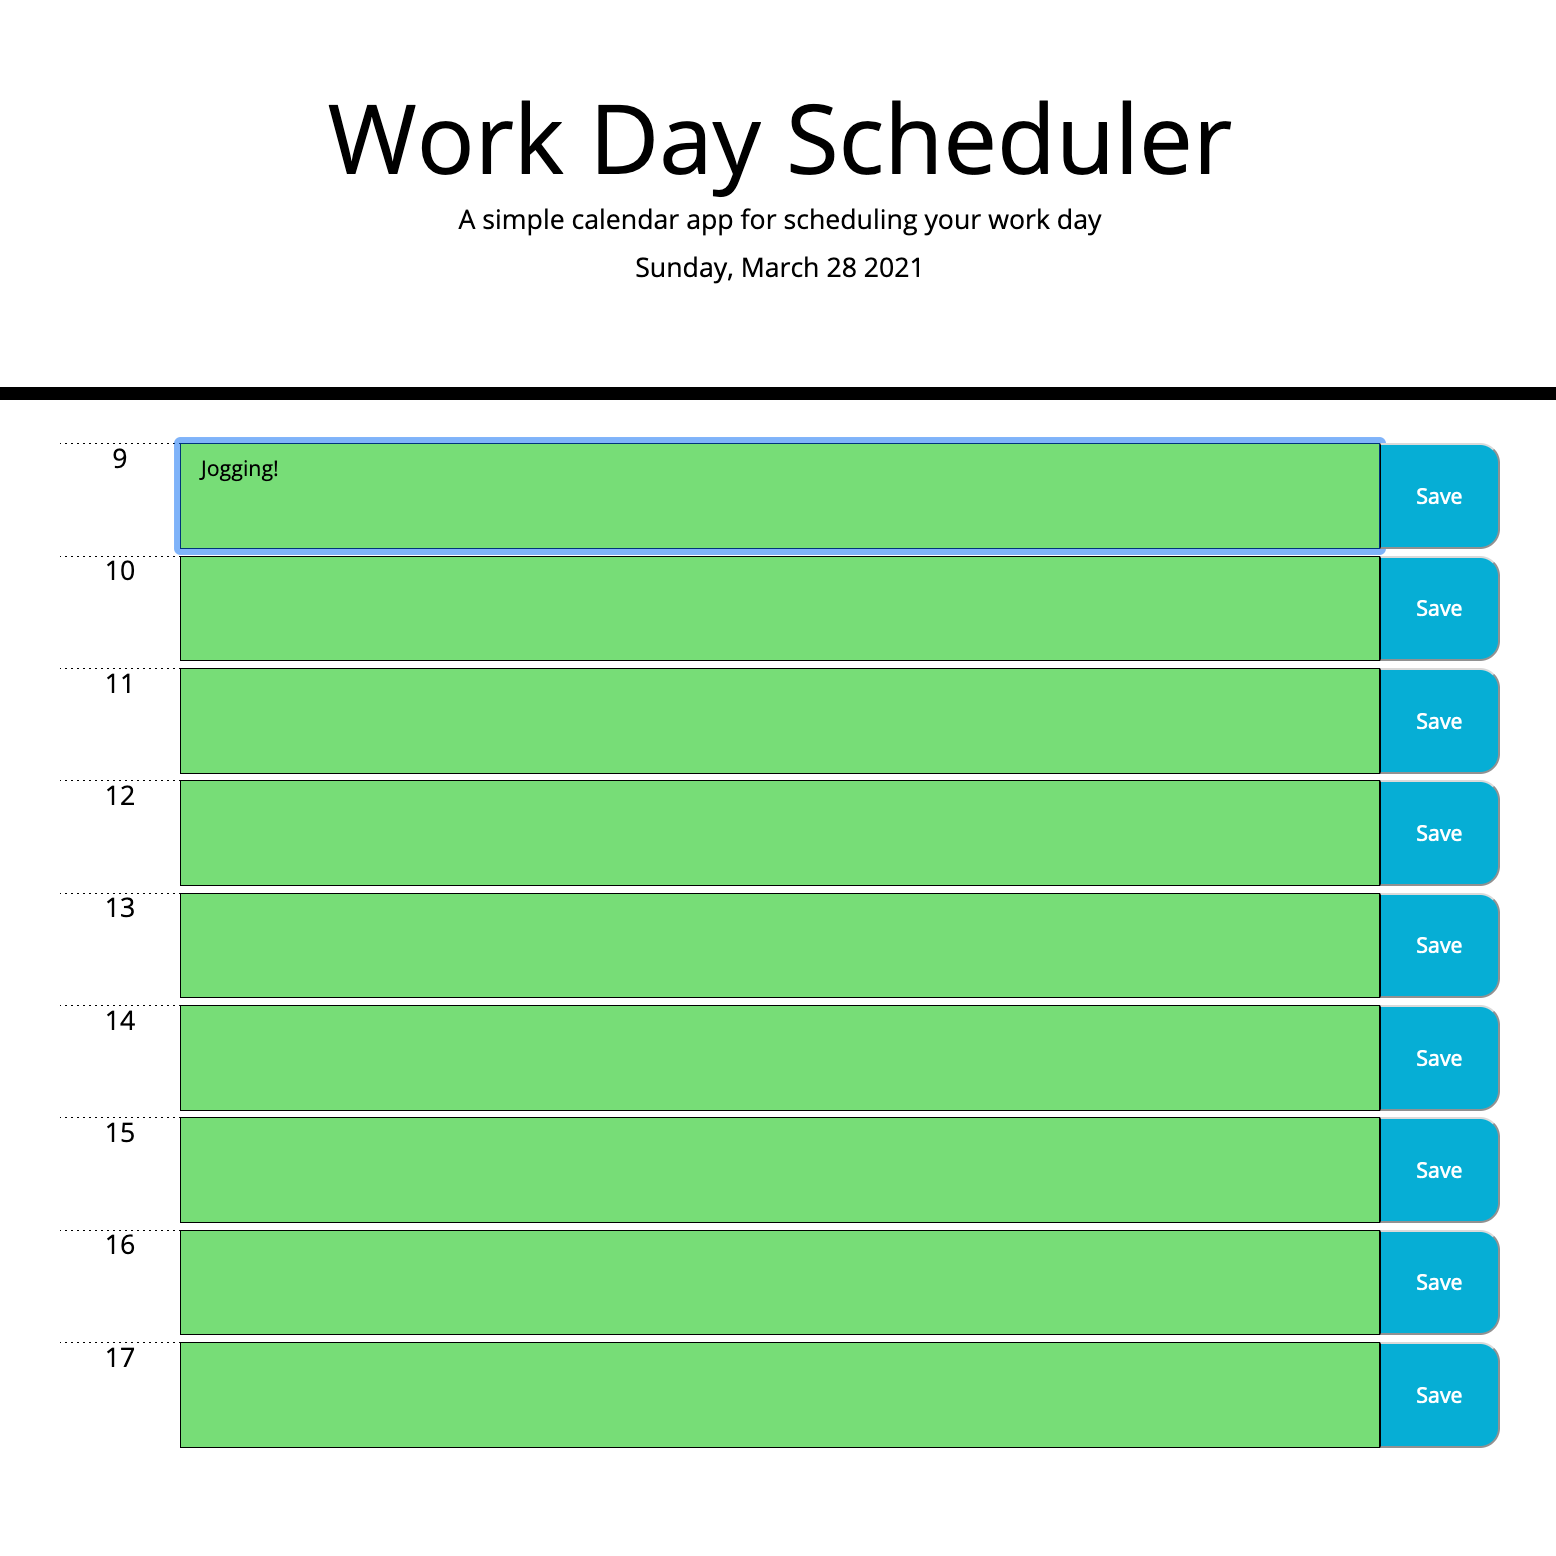 Work Day Scheduler
A simple calendar app for scheduling your work day
Sunday, March 28 2021
9
Jogging!
Save
10
Save
11
Save
12
Save
13
Save
14
Save
15
Save
16
Save
17
Save